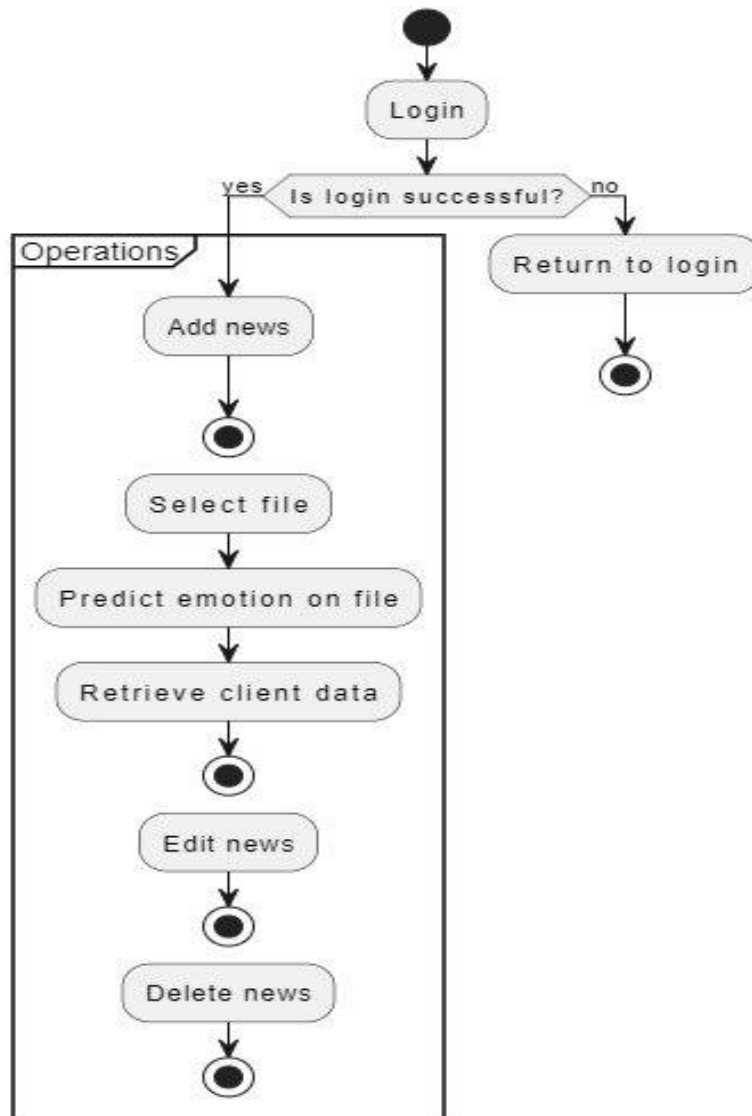 Login
yes
Is login successful?
no
Operations
Return to login
Add news
Select file
Predict emotion on file
Retrieve client data
Edit news
Delete news